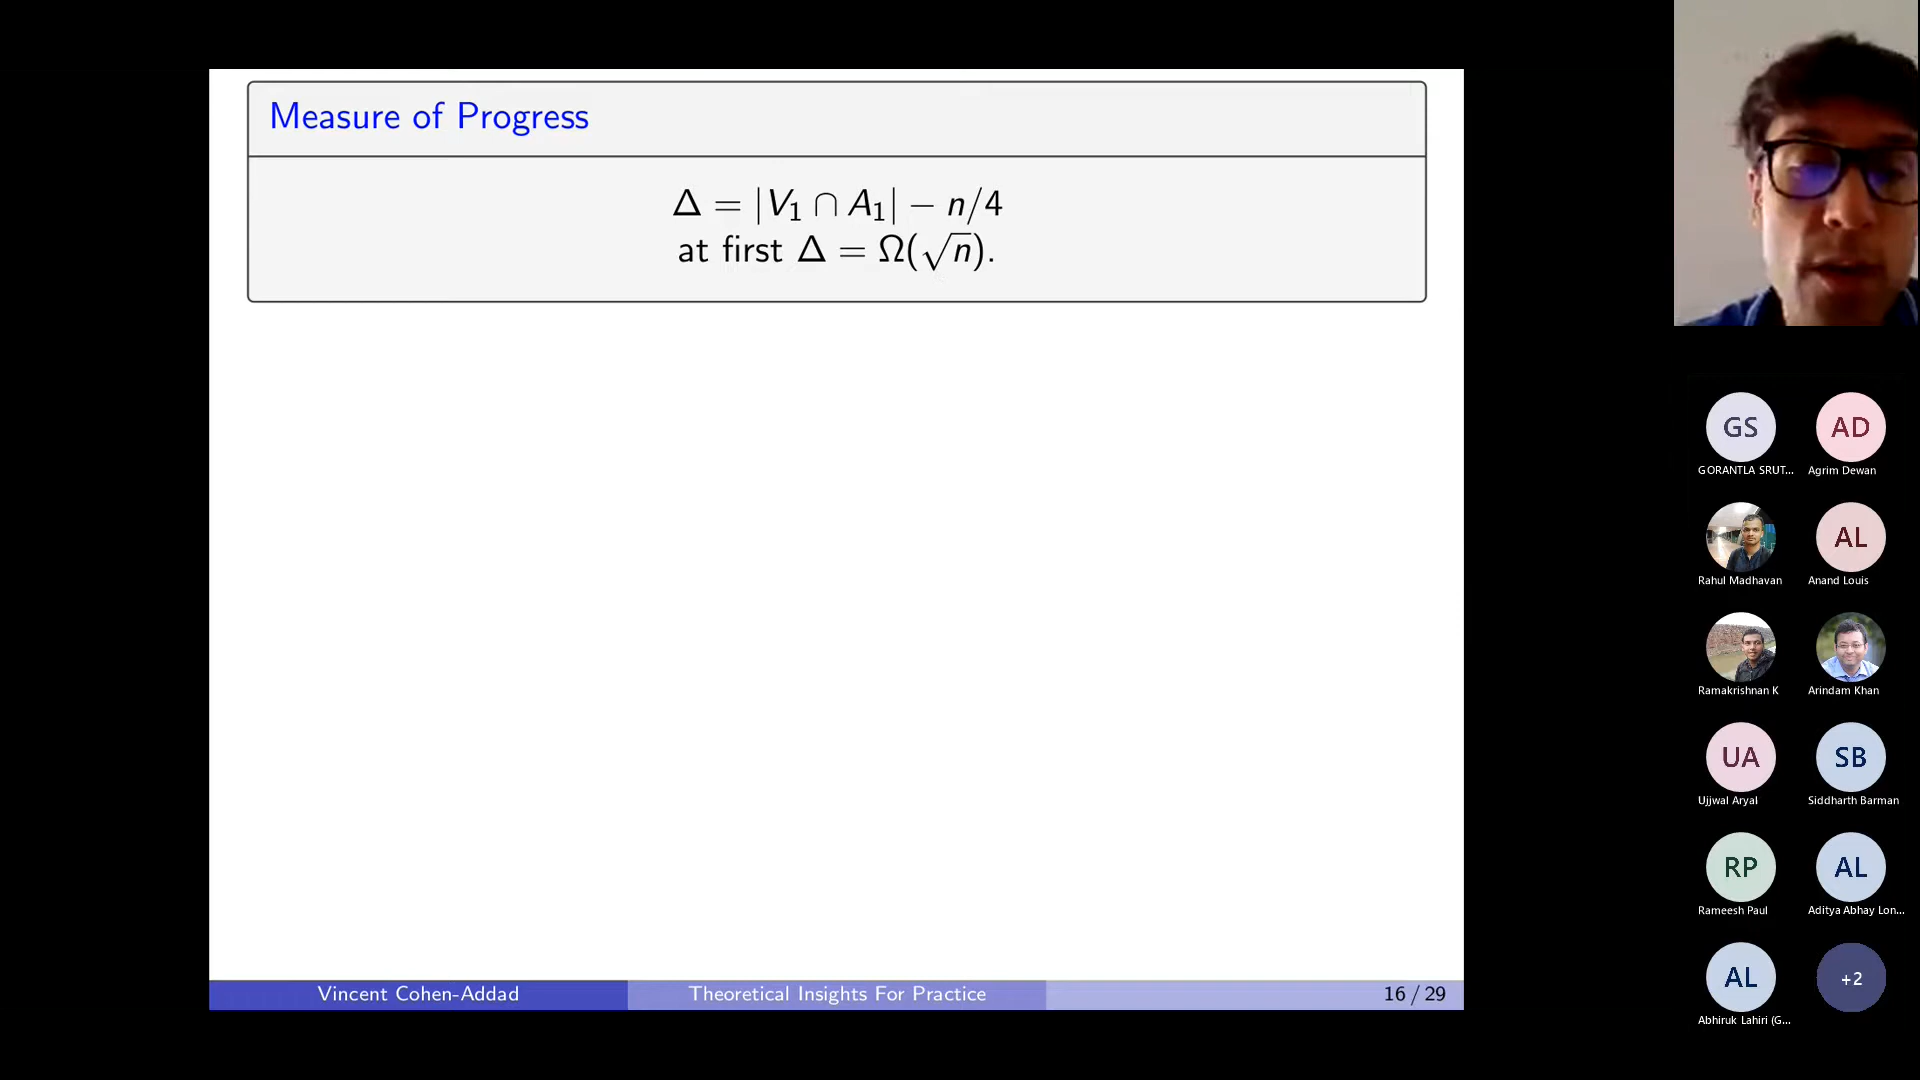 Measure of Progress
Δ = |V₁ ∩ A₁| − n/4
at first Δ = Ω(√n).
Vincent Cohen-Addad
Theoretical Insights For Practice
16 / 29
GS
AD
GORANTLA SRUT...
Agrim Dewan
AL
Rahul Madhavan
Anand Louis
Ramakrishnan K
Arindam Khan
UA
SB
Ujjwal Aryal
Siddharth Barman
RP
AL
Rameesh Paul
Aditya Abhay Lon...
AL
+2
Abhiruk Lahiri (G...